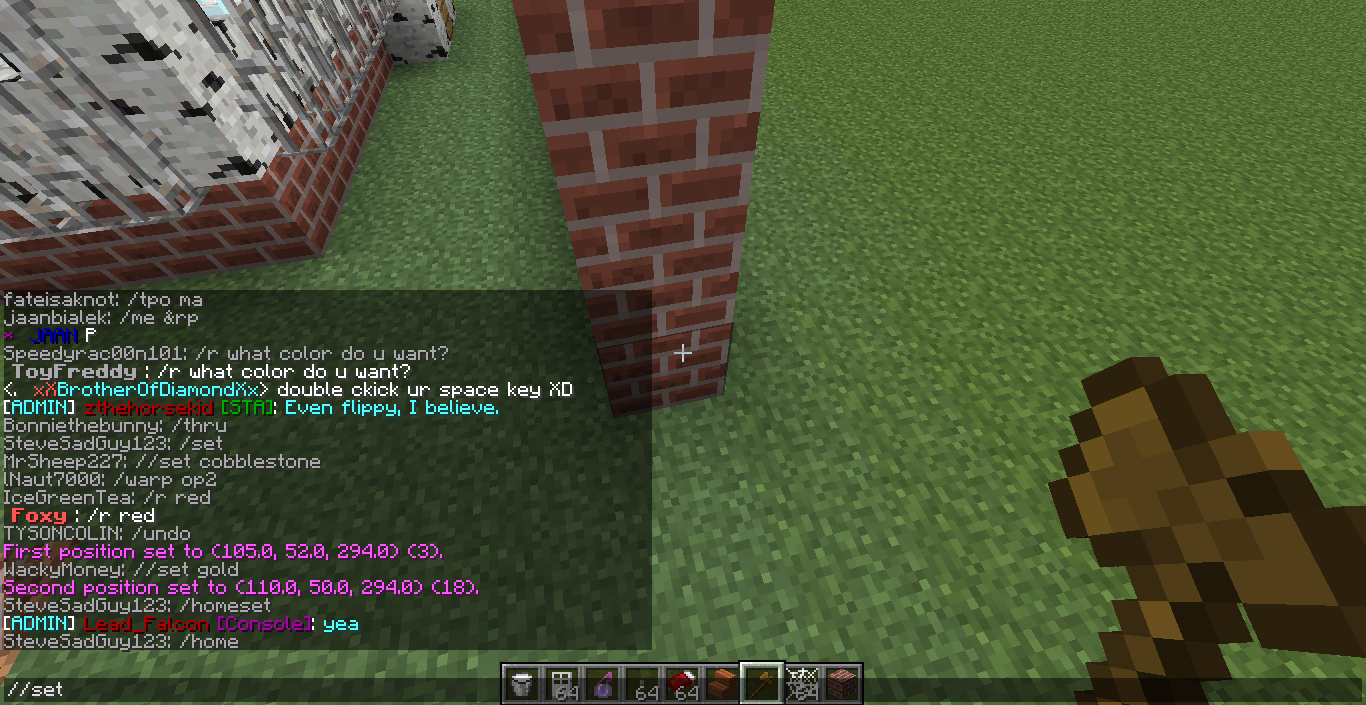 fateisaknot: /tpo ma
jaanbialek: /me &rp
* JAAN P
Speedyrac00n101: /r what color do u want?
ToyFreddy : /r what color do u want?
<. xXBrotherOfDiamondXx> double ckick ur space key XD
[ADMIN] zthehorsekid [STA]: Even flippy, I believe.
Bonniethebunny: /thru
SteveSadGuy123: /set
MrSheep227: //set cobblestone
lNaut7000: /warp op2
IceGreenTea: /r red
Foxy : /r red
TYSONCOLIN: /undo
First position set to (105.0, 52.0, 294.0) (3).
WackyMoney: //set gold
Second position set to (110.0, 50.0, 294.0) (18).
SteveSadGuy123: /homeset
[ADMIN] Lead_Falcon [Console]: yea
SteveSadGuy123: /home
//set
64 64 64 64